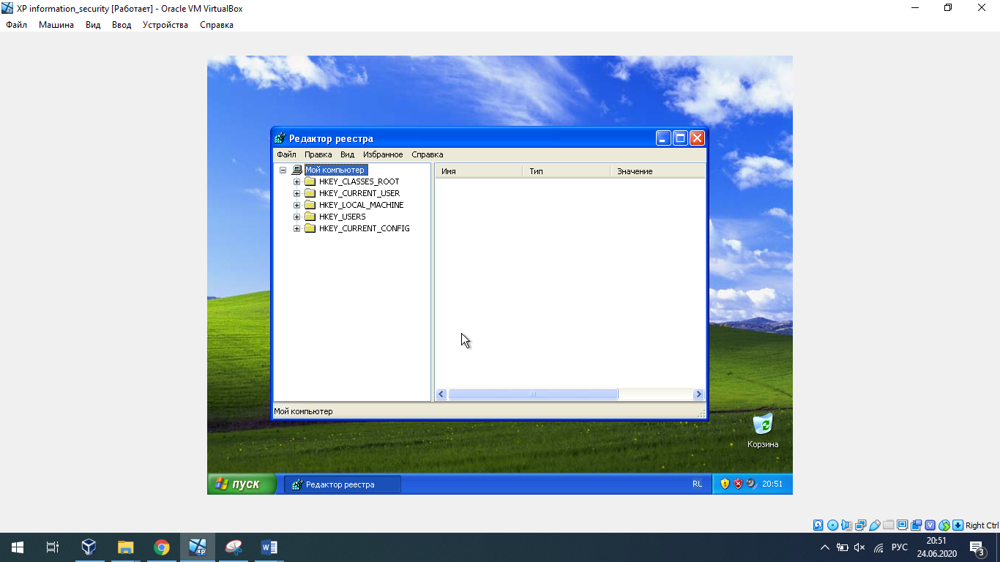 XP information_security [Работает] - Oracle VM VirtualBox
Файл Машина Вид Ввод Устройства Справка
Редактор реестра
Файл Правка Вид Избранное Справка
Мой компьютер
HKEY_CLASSES_ROOT
HKEY_CURRENT_USER
HKEY_LOCAL_MACHINE
HKEY_USERS
HKEY_CURRENT_CONFIG
Имя Тип Значение
Мой компьютер
Корзина
пуск Редактор реестра RL 20:51
Right Ctrl
xp W РУС 20:51
24.06.2020 3